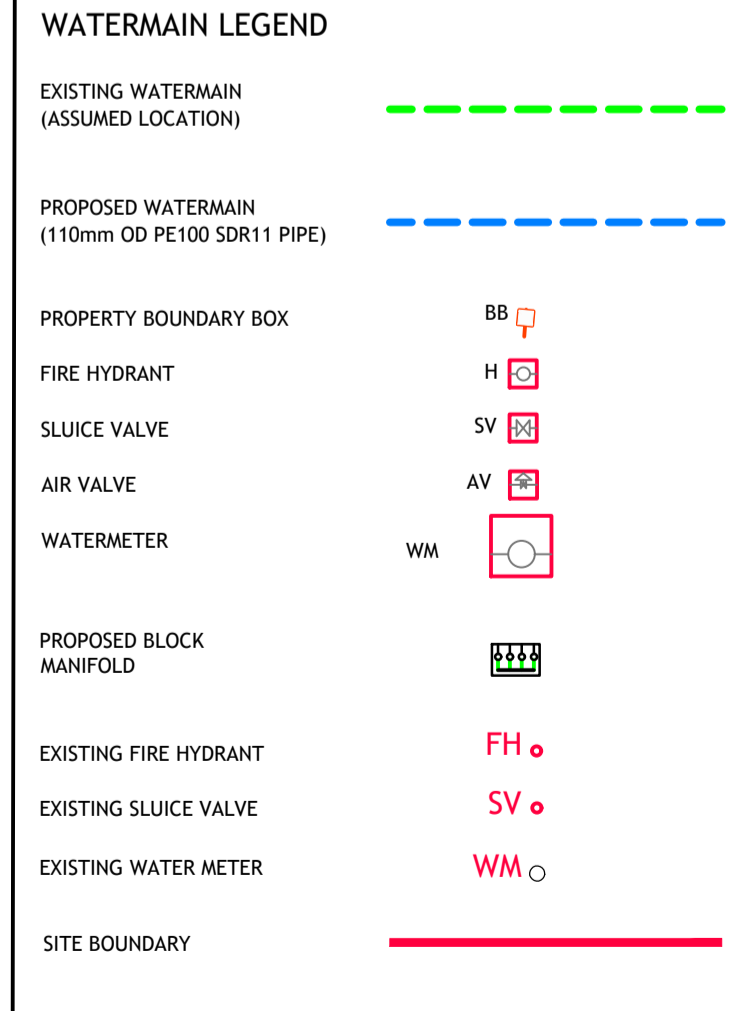 WATERMAIN LEGEND
EXISTING WATERMAIN
(ASSUMED LOCATION)
PROPOSED WATERMAIN
(110mm OD PE100 SDR11 PIPE)
PROPERTY BOUNDARY BOX BB
FIRE HYDRANT H
SLUICE VALVE SV
AIR VALVE AV
WATERMETER WM
PROPOSED BLOCK
MANIFOLD
EXISTING FIRE HYDRANT FH
EXISTING SLUICE VALVE SV
EXISTING WATER METER WM
SITE BOUNDARY